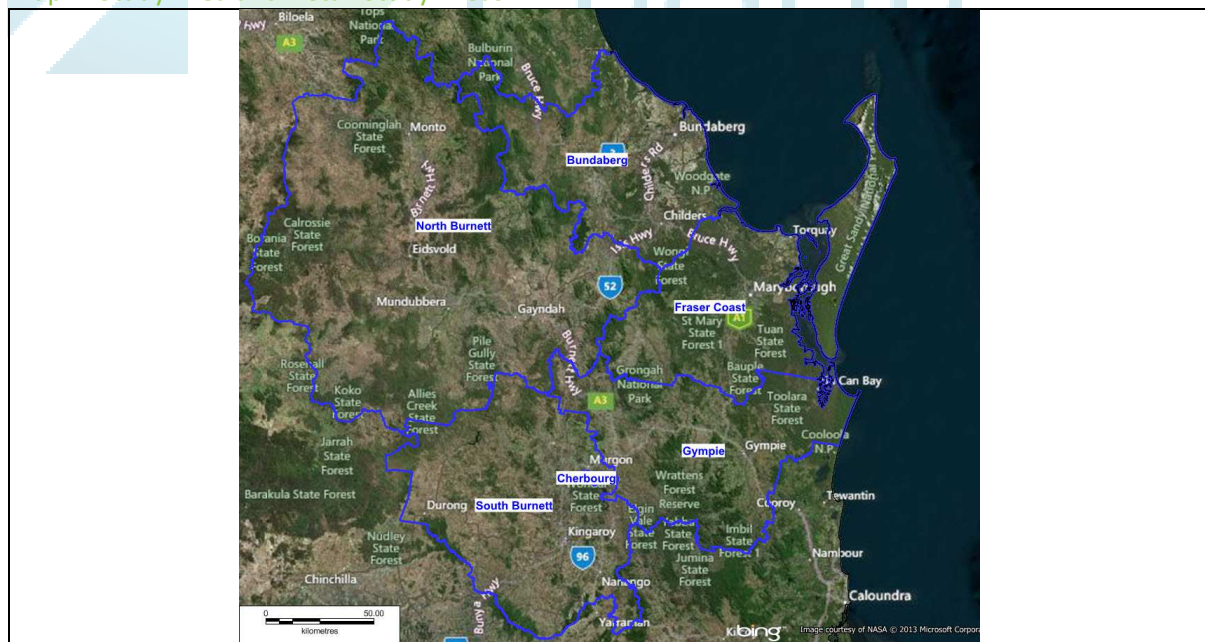 Biloela
Tops
National
Park
A3
Bulburin
National
Park
Bruce Hwy
Coominglah
State
Forest
Monto
Bundaberg
3
Bundaberg
Childers Rd
Woodgate
N.P.
Burnett Hwy
North Burnett
Childers
Calrossie
State
Forest
Isis Hwy
Bruce Hwy
Torquay
Great Sandy National Park
State
Forest
Eidsvold
Wongi
State
Forest
52
Maryborough
Mundubbera
Gayndah
Fraser Coast
A1
St Mary
State
Forest 1
Tuan
State
Forest
Burnett Hwy
Pile
Gully
State
Forest
State
Forest
Grongah
National
Park
Bauple
State
Forest
Can Bay
Koko
State
Forest
Allies
Creek
State
Forest
A3
Toolara
State
Forest
Jarrah
State
Forest
Gympie
Gympie
Cooloola
N.P.
Murgon
Barakula State Forest
Cherbourg
State
Forest
Wrattens
Forest
Reserve
Durong
South Burnett
Cooroy
Tewantin
Elgin
Vale
State
Forest
State
Forest
Imbil
State
Forest 1
Kingaroy
Nudley
State
Forest
96
Jumina
State
Forest
Nambour
Chinchilla
Nanango
Caloundra
Bunya Hwy
Yarraman
0 50.00
kilometres
bing
Image courtesy of NASA © 2013 Microsoft Corpora